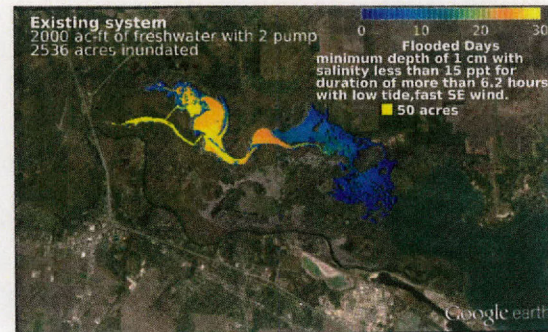 Existing system
2000 ac-ft of freshwater with 2 pump
2536 acres inundated
0 10 20 30
Flooded Days
minimum depth of 1 cm with
salinity less than 15 ppt for
duration of more than 6.2 hours
with low tide,fast SE wind.
50 acres
Google earth